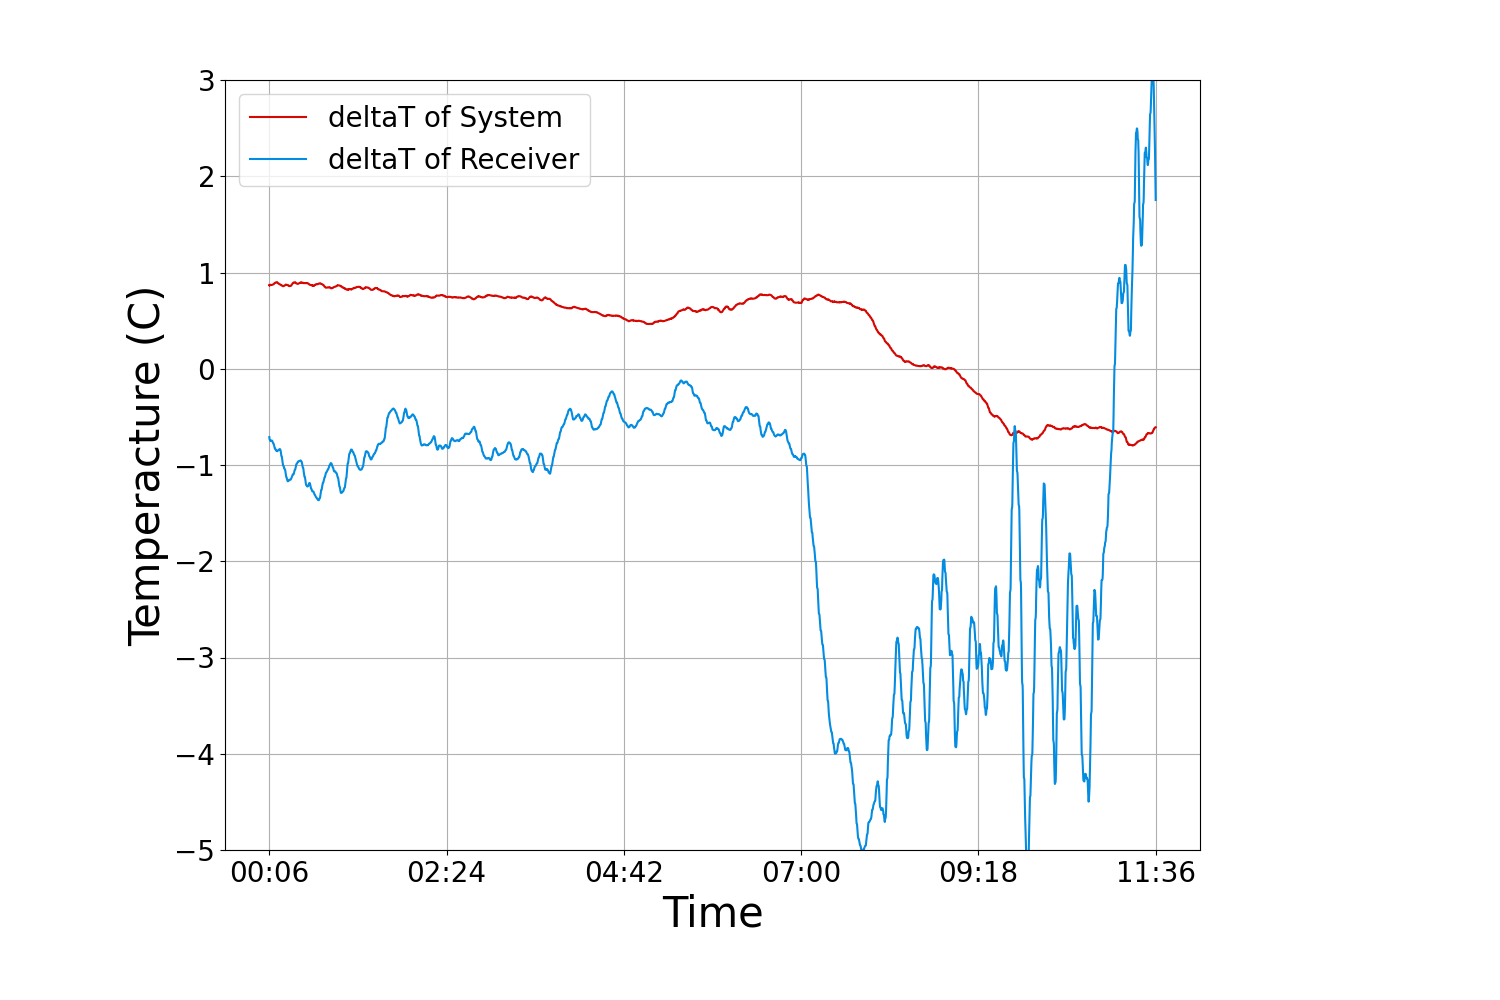 deltaT of System
deltaT of Receiver
3
2
1
0
−1
−2
−3
−4
−5
Temperacture (C)
00:06 02:24 04:42 07:00 09:18 11:36
Time